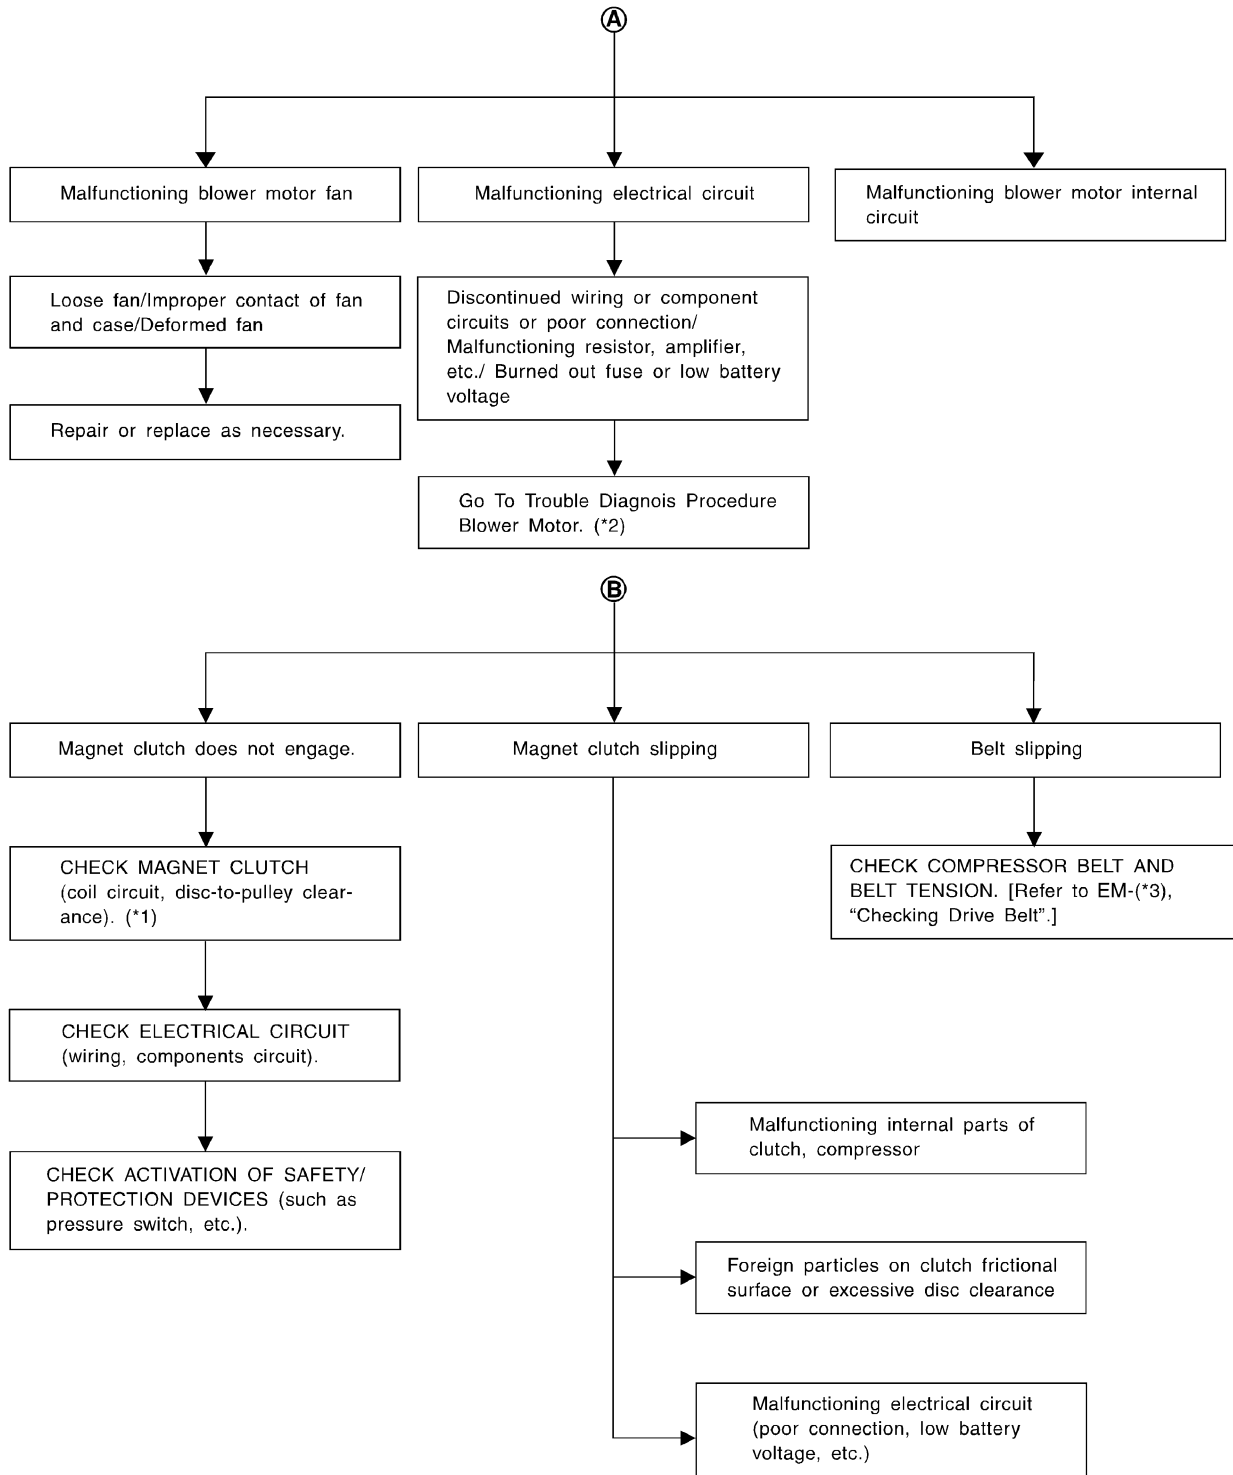 A
Malfunctioning blower motor fan
Malfunctioning electrical circuit
Malfunctioning blower motor internal
circuit
Loose fan/Improper contact of fan
and case/Deformed fan
Discontinued wiring or component
circuits or poor connection/
Malfunctioning resistor, amplifier,
etc./ Burned out fuse or low battery
voltage
Repair or replace as necessary.
Go To Trouble Diagnois Procedure
Blower Motor. (*2)
B
Magnet clutch does not engage.
Magnet clutch slipping
Belt slipping
CHECK MAGNET CLUTCH
(coil circuit, disc-to-pulley clear-
ance). (*1)
CHECK COMPRESSOR BELT AND
BELT TENSION. [Refer to EM-(*3),
“Checking Drive Belt”.]
CHECK ELECTRICAL CIRCUIT
(wiring, components circuit).
CHECK ACTIVATION OF SAFETY/
PROTECTION DEVICES (such as
pressure switch, etc.).
Malfunctioning internal parts of
clutch, compressor
Foreign particles on clutch frictional
surface or excessive disc clearance
Malfunctioning electrical circuit
(poor connection, low battery
voltage, etc.)